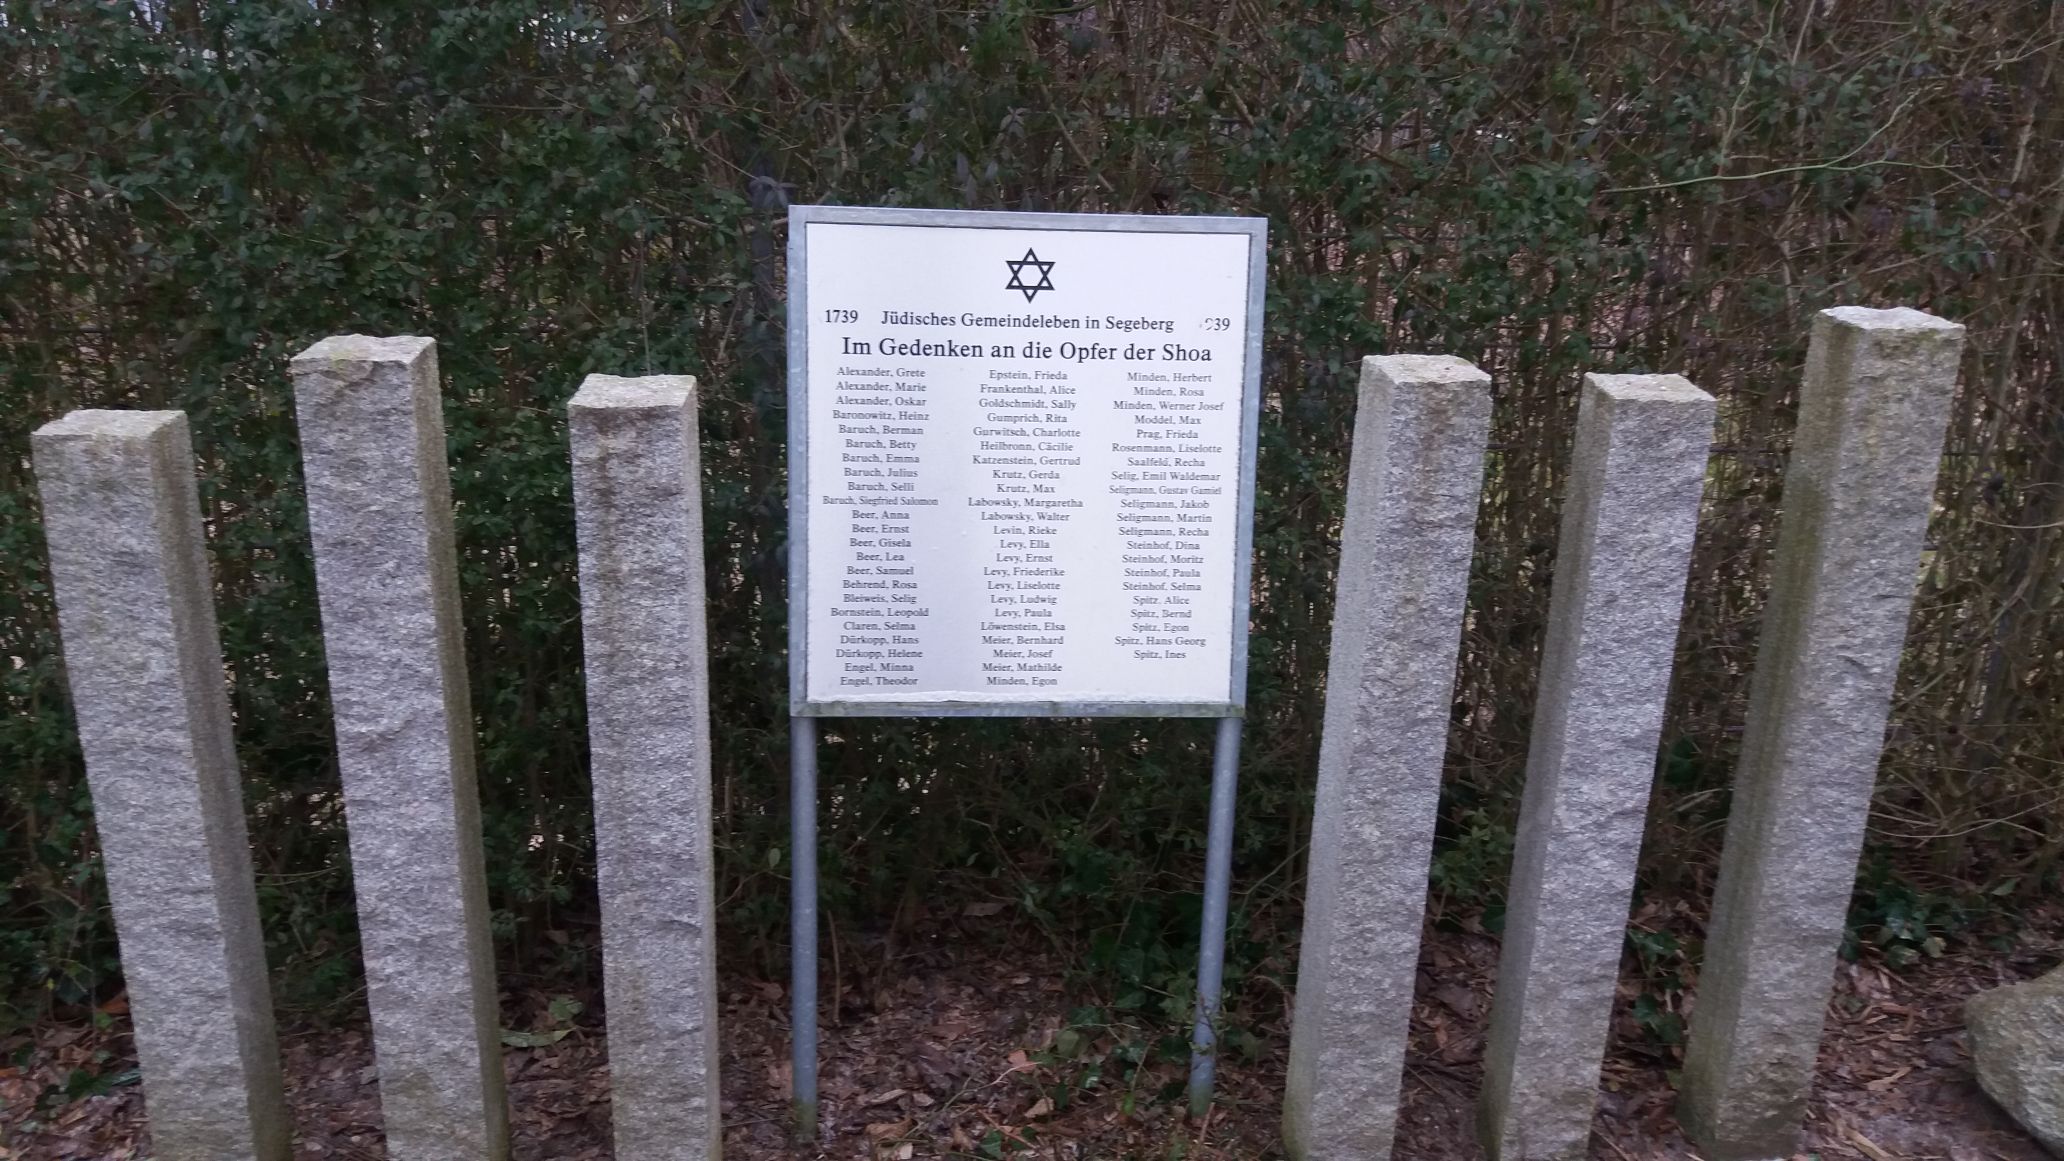 1739 Jüdisches Gemeindeleben in Segeberg 1939
Im Gedenken an die Opfer der Shoa
Alexander, Grete
Alexander, Marie
Alexander, Oskar
Baronowitz, Heinz
Baruch, Berman
Baruch, Betty
Baruch, Emma
Baruch, Julius
Baruch, Selli
Baruch, Siegfried Salomon
Beer, Anna
Beer, Ernst
Beer, Gisela
Beer, Lea
Beer, Samuel
Behrend, Rosa
Bleiweis, Selig
Bornstein, Leopold
Claren, Selma
Dürkopp, Hans
Dürkopp, Helene
Engel, Minna
Engel, Theodor
Epstein, Frieda
Frankenthal, Alice
Goldschmidt, Sally
Gumprich, Rita
Gurwitsch, Charlotte
Heilbronn, Cäcilie
Katzenstein, Gertrud
Krutz, Gerda
Krutz, Max
Labowsky, Margaretha
Labowsky, Walter
Levin, Rieke
Levy, Ella
Levy, Ernst
Levy, Friederike
Levy, Liselotte
Levy, Ludwig
Levy, Paula
Löwenstein, Elsa
Meier, Bernhard
Meier, Josef
Meier, Mathilde
Minden, Egon
Minden, Herbert
Minden, Rosa
Minden, Werner Josef
Moddel, Max
Prag, Frieda
Rosenmann, Liselotte
Saalfeld, Recha
Selig, Emil Waldemar
Seligmann, Gustav Gamiel
Seligmann, Jakob
Seligmann, Martin
Seligmann, Recha
Steinhof, Dina
Steinhof, Moritz
Steinhof, Paula
Steinhof, Selma
Spitz, Alice
Spitz, Bernd
Spitz, Egon
Spitz, Hans Georg
Spitz, Ines